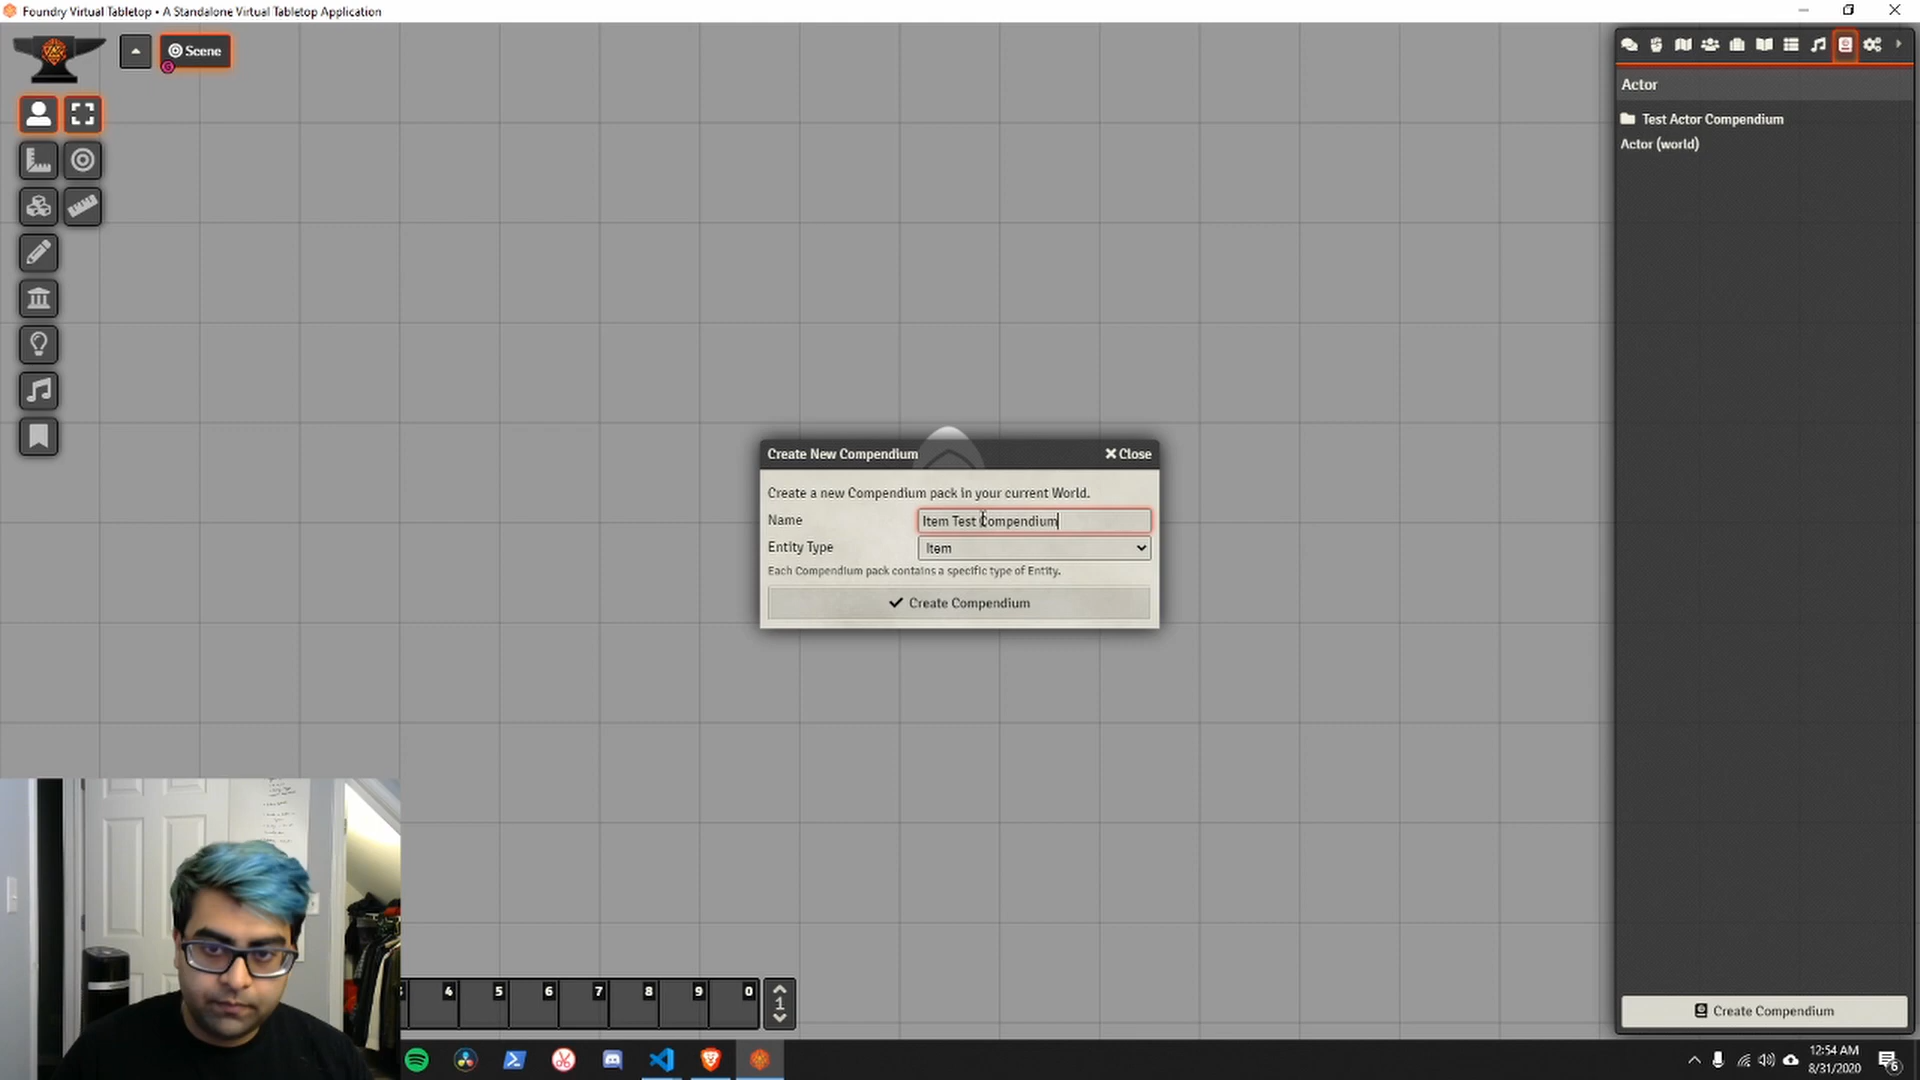 Foundry Virtual Tabletop • A Standalone Virtual Tabletop Application
Scene
G
Actor
Test Actor Compendium
Actor (world)
Create New Compendium
Close
Create a new Compendium pack in your current World.
Name
Item Test Compendium
Entity Type
Item
Each Compendium pack contains a specific type of Entity.
Create Compendium
4 5 6 7 8 9 0
1
Create Compendium
12:54 AM
8/31/2020
6